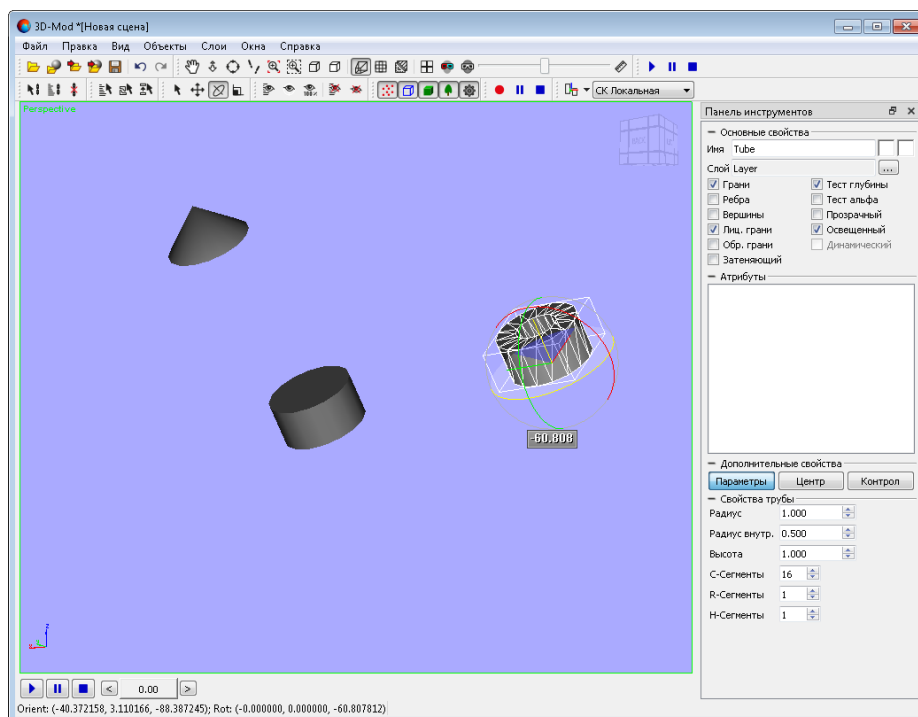 3D-Mod *[Новая сцена]
Файл Правка Вид Объекты Слои Окна Справка
СК Локальная
Perspective
Панель инструментов
Основные свойства
Имя Tube
Слой Layer ...
Грани Тест глубины
Ребра Тест альфа
Вершины Прозрачный
Лиц. грани Освещенный
Обр. грани Динамический
Затеняющий
Атрибуты
-60.808
Дополнительные свойства
Параметры Центр Контрол
Свойства трубы
Радиус 1.000
Радиус внутр. 0.500
Высота 1.000
C-Сегменты 16
R-Сегменты 1
H-Сегменты 1
z
< 0.00 >
Orient: (-40.372158, 3.110166, -88.387245); Rot: (-0.000000, 0.000000, -60.807812)